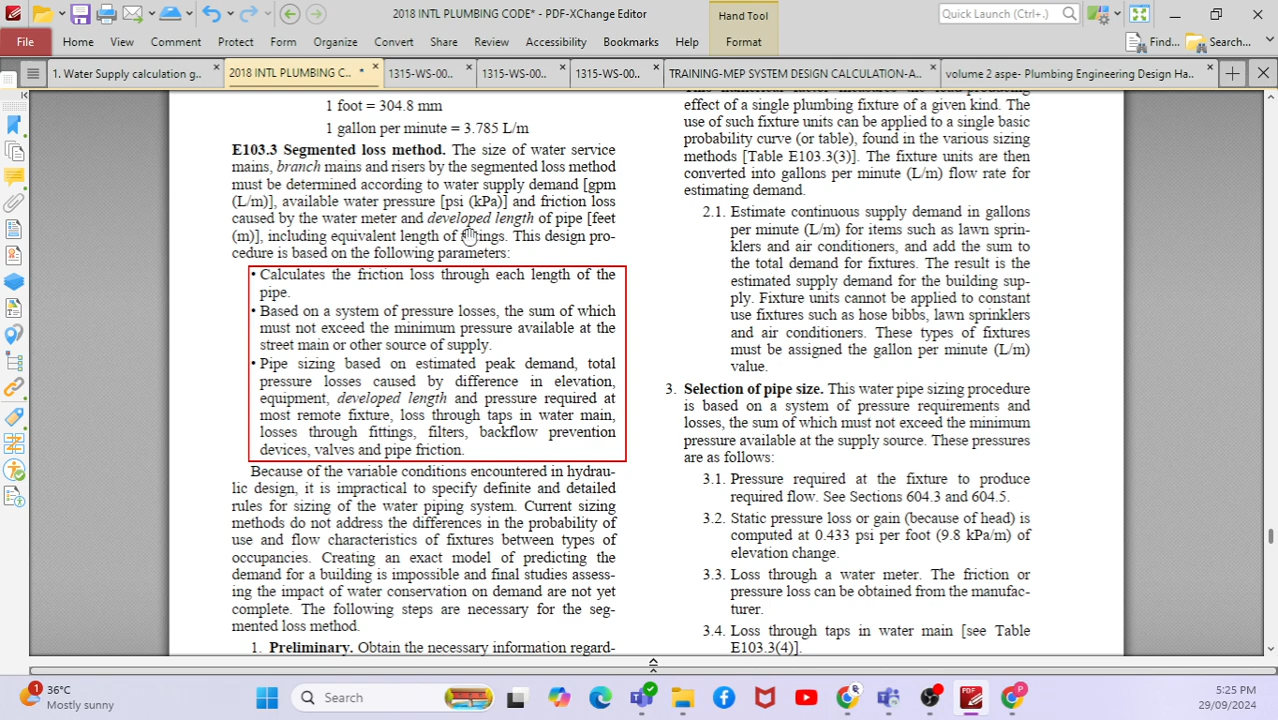 2018 INTL PLUMBING CODE* - PDF-XChange Editor
Hand Tool
Quick Launch (Ctrl+.)
File
Home
View
Comment
Protect
Form
Organize
Convert
Share
Review
Accessibility
Bookmarks
Help
Format
Find...
Search...
1. Water Supply calculation g..
2018 INTL PLUMBING C... *
1315-WS-00..
1315-WS-00..
1315-WS-00..
TRAINING-MEP SYSTEM DESIGN CALCULATION-A..
volume 2 aspe- Plumbing Engineering Design Ha..
1 foot = 304.8 mm
1 gallon per minute = 3.785 L/m
E103.3 Segmented loss method. The size of water service
mains, branch mains and risers by the segmented loss method
must be determined according to water supply demand [gpm
(L/m)], available water pressure [psi (kPa)] and friction loss
caused by the water meter and developed length of pipe [feet
(m)], including equivalent length of fittings. This design pro-
cedure is based on the following parameters:
• Calculates the friction loss through each length of the
pipe.
• Based on a system of pressure losses, the sum of which
must not exceed the minimum pressure available at the
street main or other source of supply.
• Pipe sizing based on estimated peak demand, total
pressure losses caused by difference in elevation,
equipment, developed length and pressure required at
most remote fixture, loss through taps in water main,
losses through fittings, filters, backflow prevention
devices, valves and pipe friction.
Because of the variable conditions encountered in hydrau-
lic design, it is impractical to specify definite and detailed
rules for sizing of the water piping system. Current sizing
methods do not address the differences in the probability of
use and flow characteristics of fixtures between types of
occupancies. Creating an exact model of predicting the
demand for a building is impossible and final studies assess-
ing the impact of water conservation on demand are not yet
complete. The following steps are necessary for the seg-
mented loss method.
1. Preliminary. Obtain the necessary information regard-
effect of a single plumbing fixture of a given kind. The
use of such fixture units can be applied to a single basic
probability curve (or table), found in the various sizing
methods [Table E103.3(3)]. The fixture units are then
converted into gallons per minute (L/m) flow rate for
estimating demand.
2.1. Estimate continuous supply demand in gallons
per minute (L/m) for items such as lawn sprin-
klers and air conditioners, and add the sum to
the total demand for fixtures. The result is the
estimated supply demand for the building sup-
ply. Fixture units cannot be applied to constant
use fixtures such as hose bibbs, lawn sprinklers
and air conditioners. These types of fixtures
must be assigned the gallon per minute (L/m)
value.
3. Selection of pipe size. This water pipe sizing procedure
is based on a system of pressure requirements and
losses, the sum of which must not exceed the minimum
pressure available at the supply source. These pressures
are as follows:
3.1. Pressure required at the fixture to produce
required flow. See Sections 604.3 and 604.5.
3.2. Static pressure loss or gain (because of head) is
computed at 0.433 psi per foot (9.8 kPa/m) of
elevation change.
3.3. Loss through a water meter. The friction or
pressure loss can be obtained from the manufac-
turer.
3.4. Loss through taps in water main [see Table
E103.3(4)].
1
36°C
Mostly sunny
Search
PDF
5:25 PM
29/09/2024